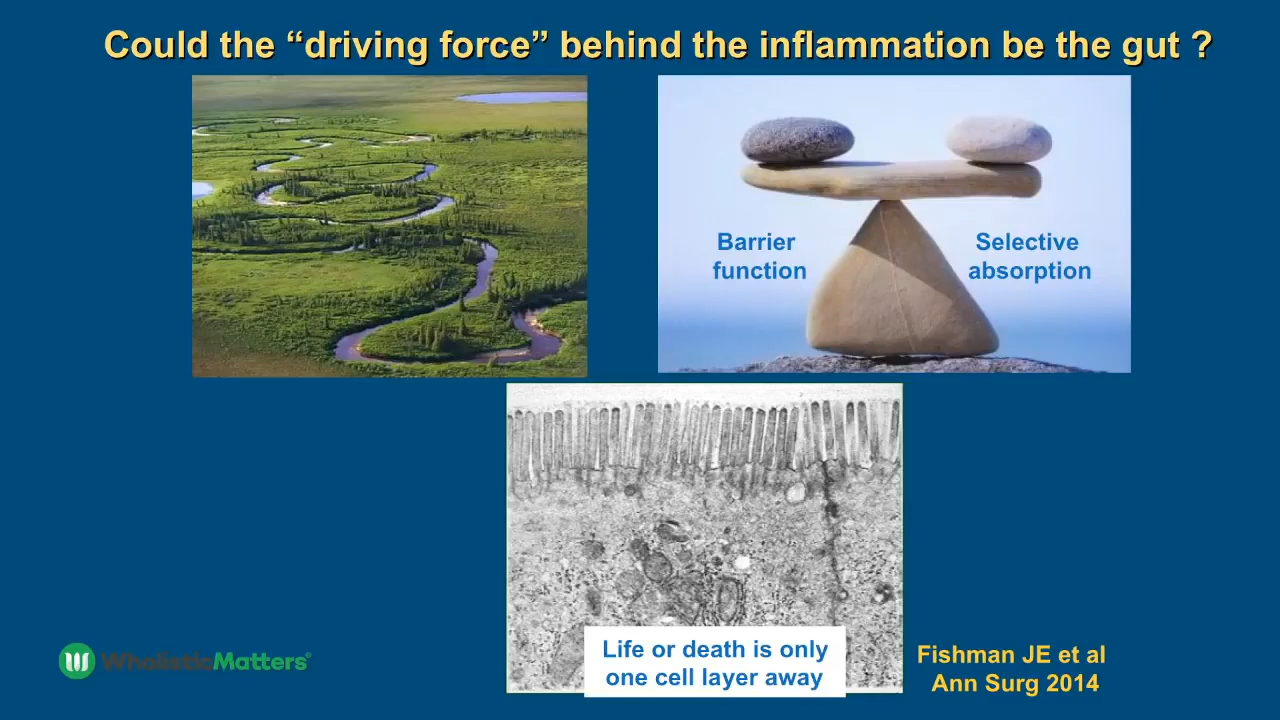 Could the “driving force” behind the inflammation be the gut ?
Barrier
function
Selective
absorption
Life or death is only
one cell layer away
WholisticMatters®
Fishman JE et al
Ann Surg 2014